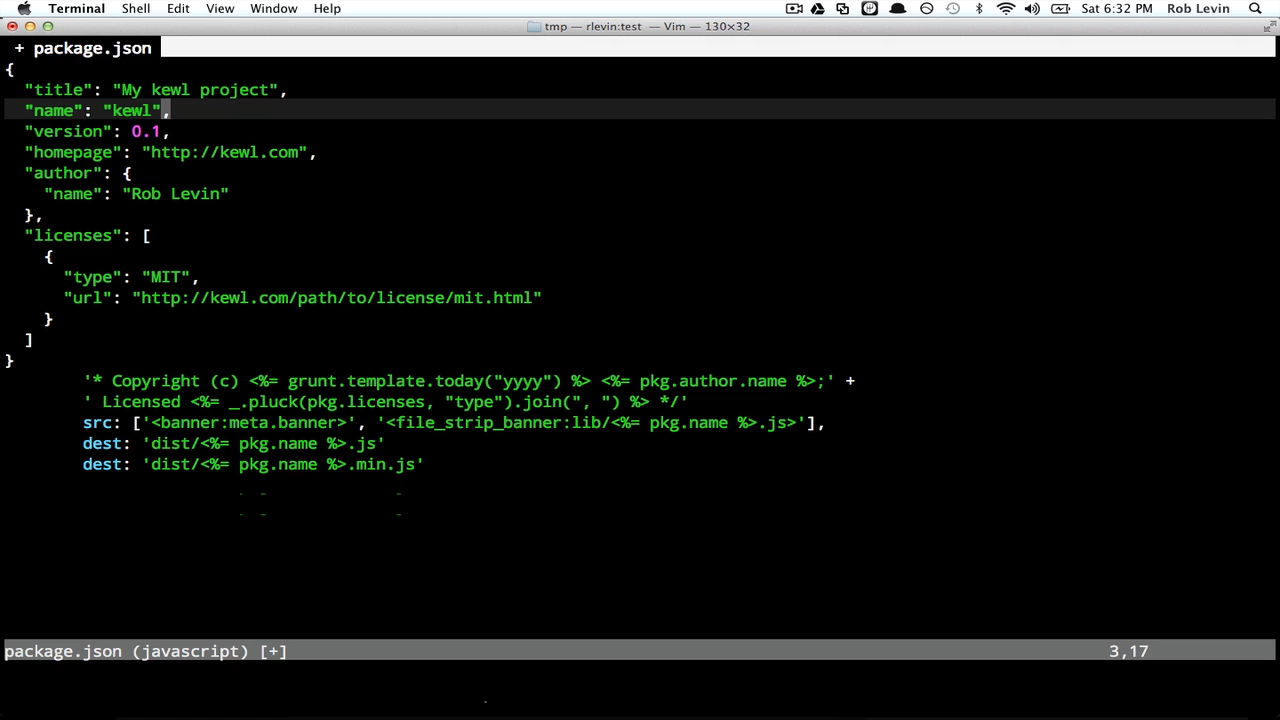 Terminal Shell Edit View Window Help Sat 6:32 PM Rob Levin
tmp — rlevin:test — Vim — 130×32
+ package.json
{
  "title": "My kewl project",
  "name": "kewl",
  "version": 0.1,
  "homepage": "http://kewl.com",
  "author": {
    "name": "Rob Levin"
  },
  "licenses": [
    {
      "type": "MIT",
      "url": "http://kewl.com/path/to/license/mit.html"
    }
  ]
}
        '* Copyright (c) <%= grunt.template.today("yyyy") %> <%= pkg.author.name %>;' +
        ' Licensed <%= _.pluck(pkg.licenses, "type").join(", ") %> */'
        src: ['<banner:meta.banner>', '<file_strip_banner:lib/<%= pkg.name %>.js>'],
        dest: 'dist/<%= pkg.name %>.js'
        dest: 'dist/<%= pkg.name %>.min.js'
package.json (javascript) [+] 3,17